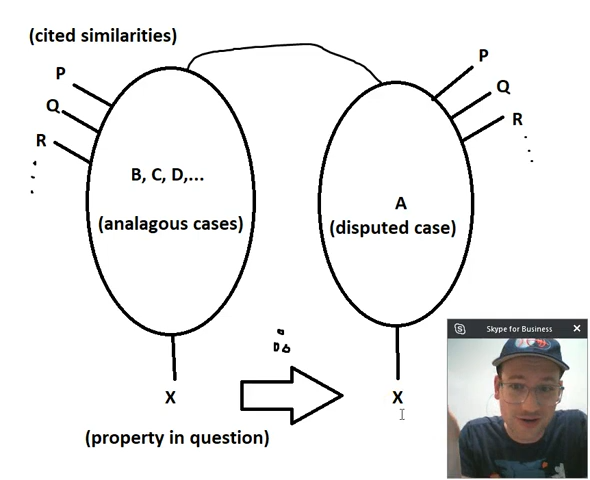 (cited similarities)
P
Q
R
B, C, D,...
(analagous cases)
X
(property in question)
P
Q
R
A
(disputed case)
X
Skype for Business